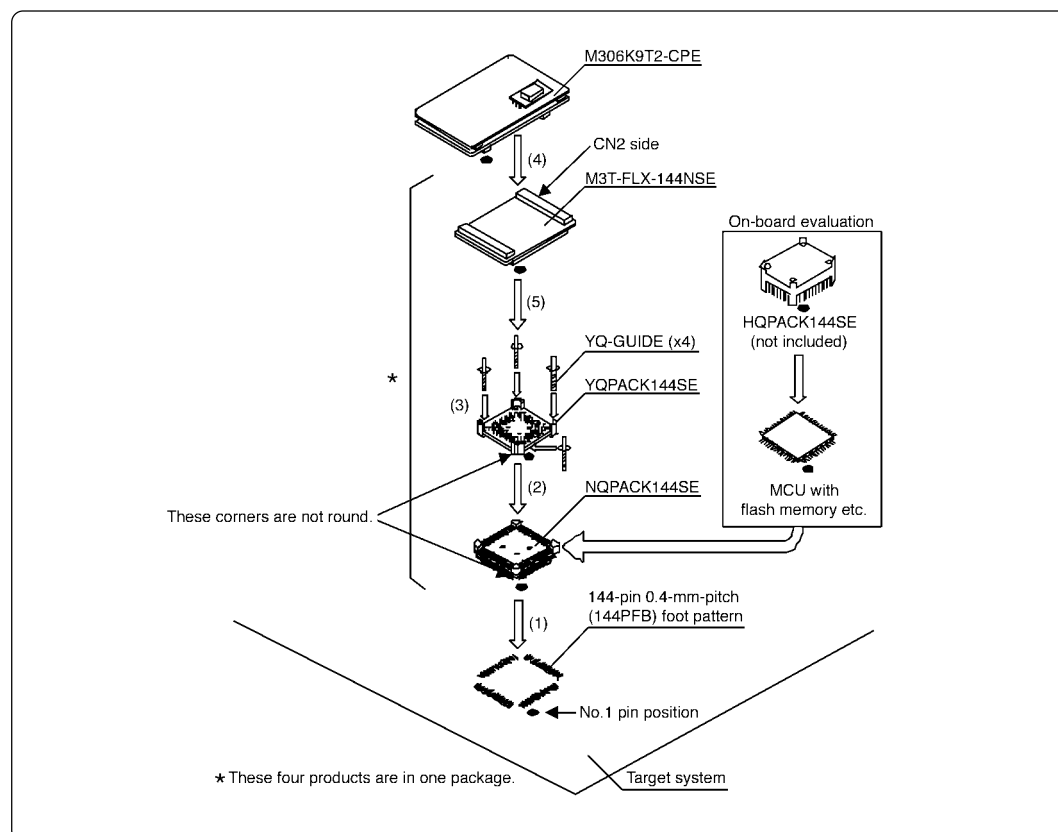 M306K9T2-CPE
(4)
CN2 side
M3T-FLX-144NSE
On-board evaluation
(5)
HQPACK144SE
(not included)
YQ-GUIDE (x4)
*
YQPACK144SE
(3)
(2)
NQPACK144SE
MCU with
flash memory etc.
These corners are not round.
144-pin 0.4-mm-pitch
(144PFB) foot pattern
(1)
No.1 pin position
* These four products are in one package.
Target system